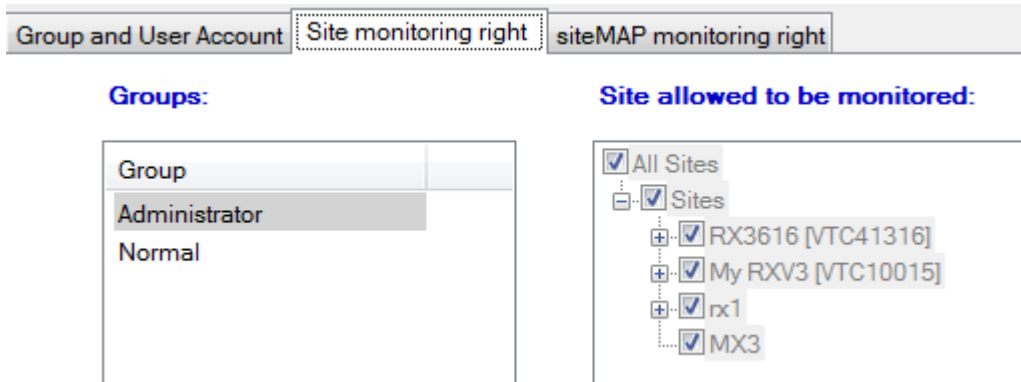 Group and User Account Site monitoring right siteMAP monitoring right
Groups:
Group
Administrator
Normal
Site allowed to be monitored:
All Sites
Sites
RX3616 [VTC41316]
My RXV3 [VTC10015]
rx1
MX3